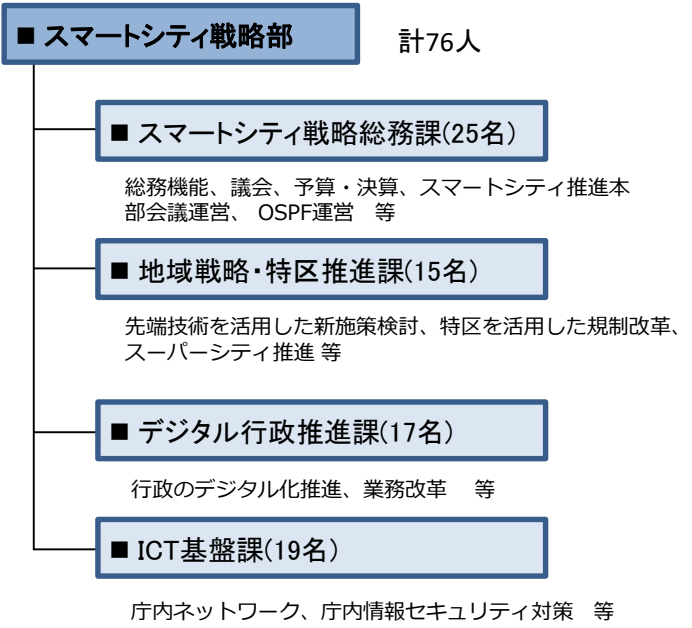 ■ スマートシティ戦略部
計76人
■ スマートシティ戦略総務課(25名)
総務機能、議会、予算・決算、スマートシティ推進本
部会議運営、 OSPF運営　等
■ 地域戦略・特区推進課(15名)
先端技術を活用した新施策検討、特区を活用した規制改革、
スーパーシティ推進 等
■ デジタル行政推進課(17名)
行政のデジタル化推進、業務改革　 等
■ ICT基盤課(19名)
庁内ネットワーク、庁内情報セキュリティ対策　等